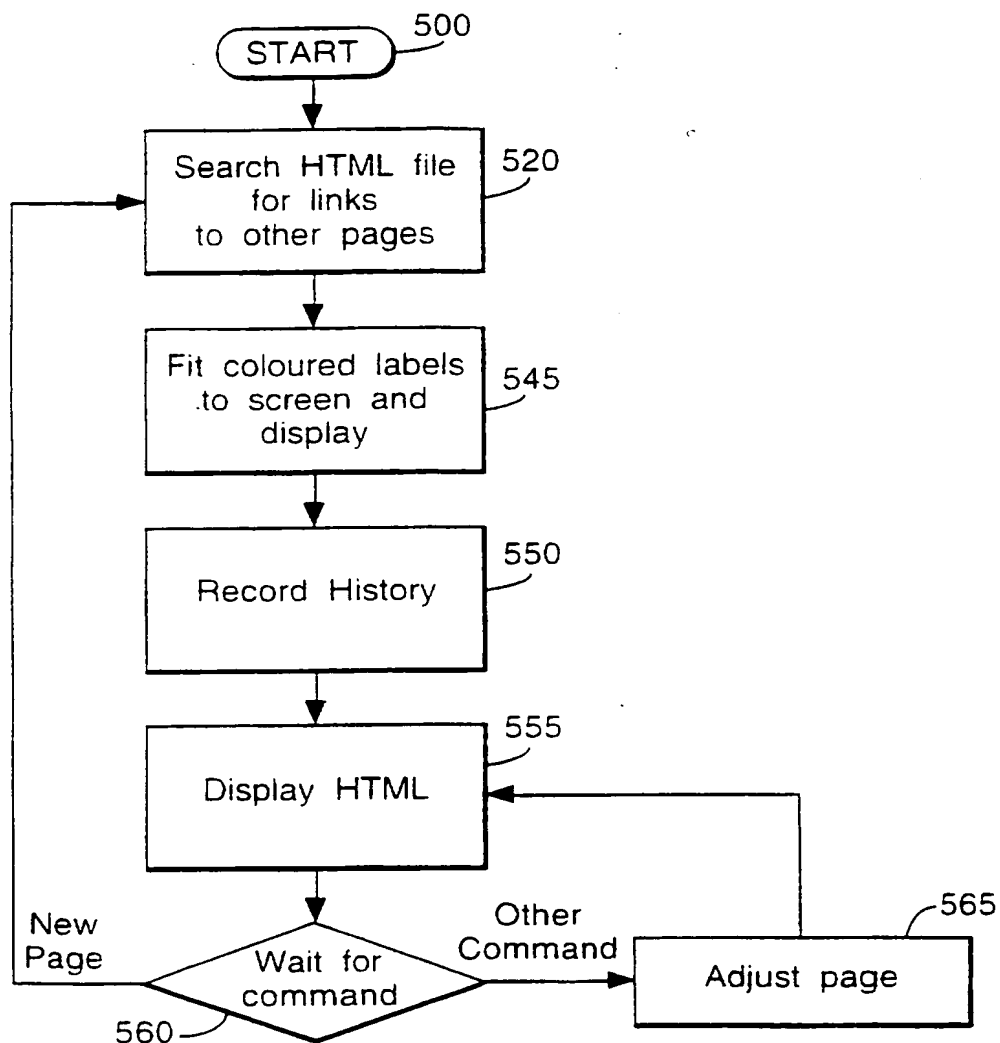 START
500
Search HTML file
for links
to other pages
520
Fit coloured labels
to screen and
display
545
Record History
550
Display HTML
555
New
Page
Wait for
command
560
Other
Command
Adjust page
565